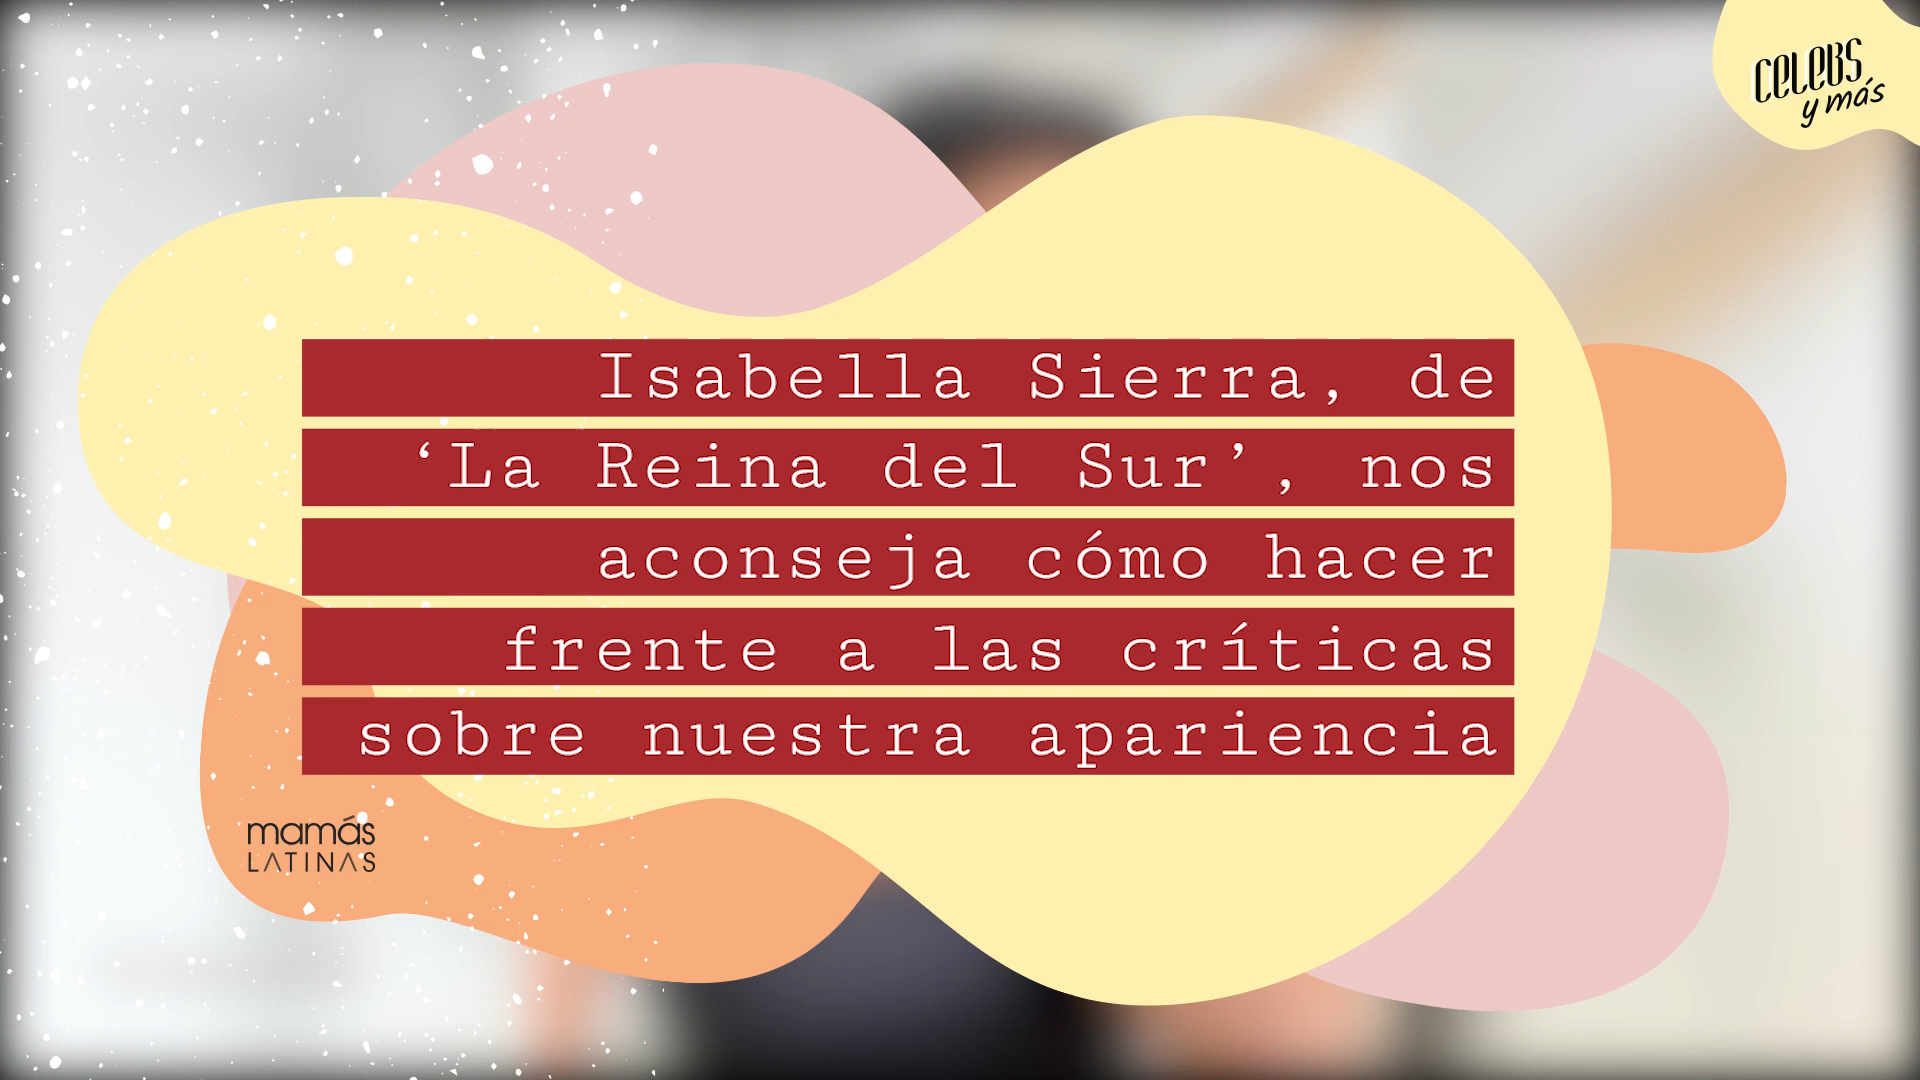 CELEBS
y más
Isabella Sierra, de
‘La Reina del Sur’, nos
aconseja cómo hacer
frente a las críticas
sobre nuestra apariencia
mamás
LATINAS